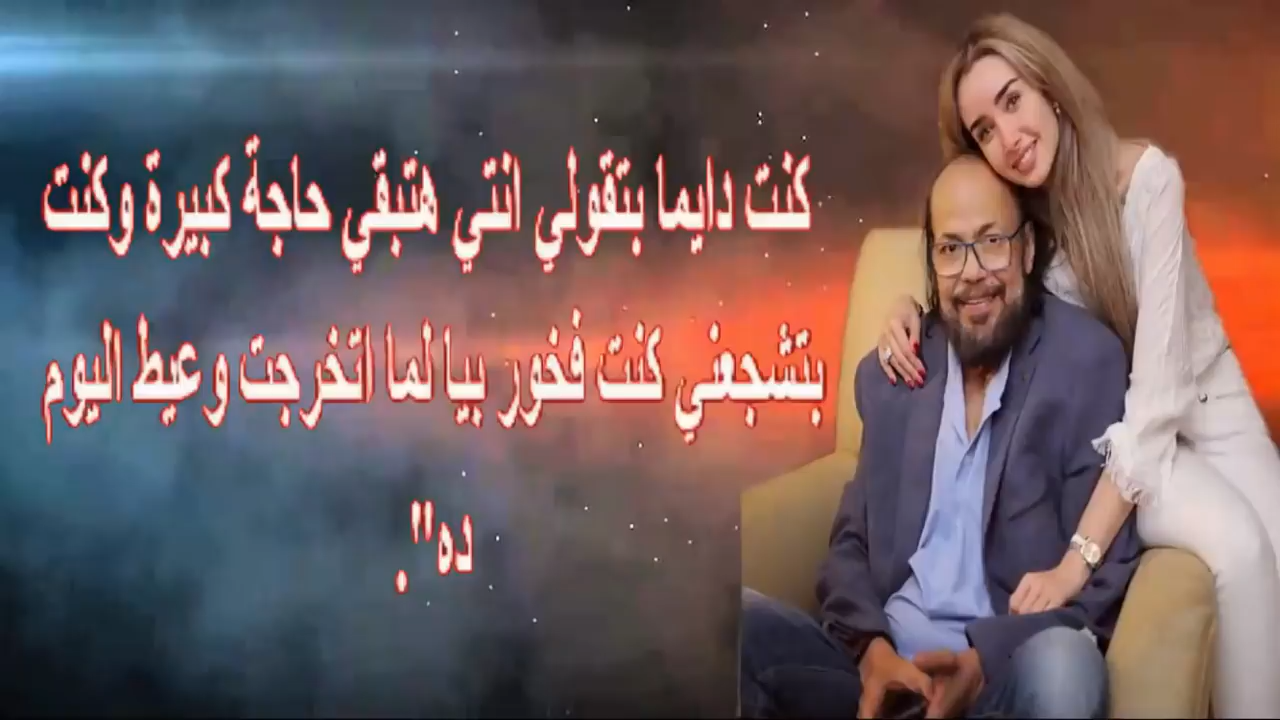 كنت دايما بتقولي انتي هتبقي حاجة كبيرة وكنت
بتشجعني كنت فخور بيا لما اتخرجت وعيط اليوم
ده".